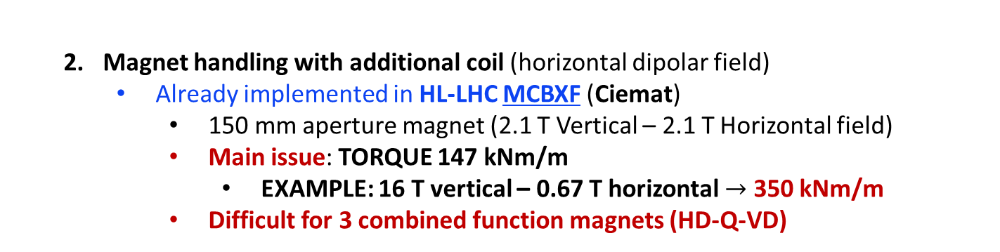 2. Magnet handling with additional coil (horizontal dipolar field)
• Already implemented in HL-LHC MCBXF (Ciemat)
• 150 mm aperture magnet (2.1 T Vertical – 2.1 T Horizontal field)
• Main issue: TORQUE 147 kNm/m
• EXAMPLE: 16 T vertical – 0.67 T horizontal → 350 kNm/m
• Difficult for 3 combined function magnets (HD-Q-VD)